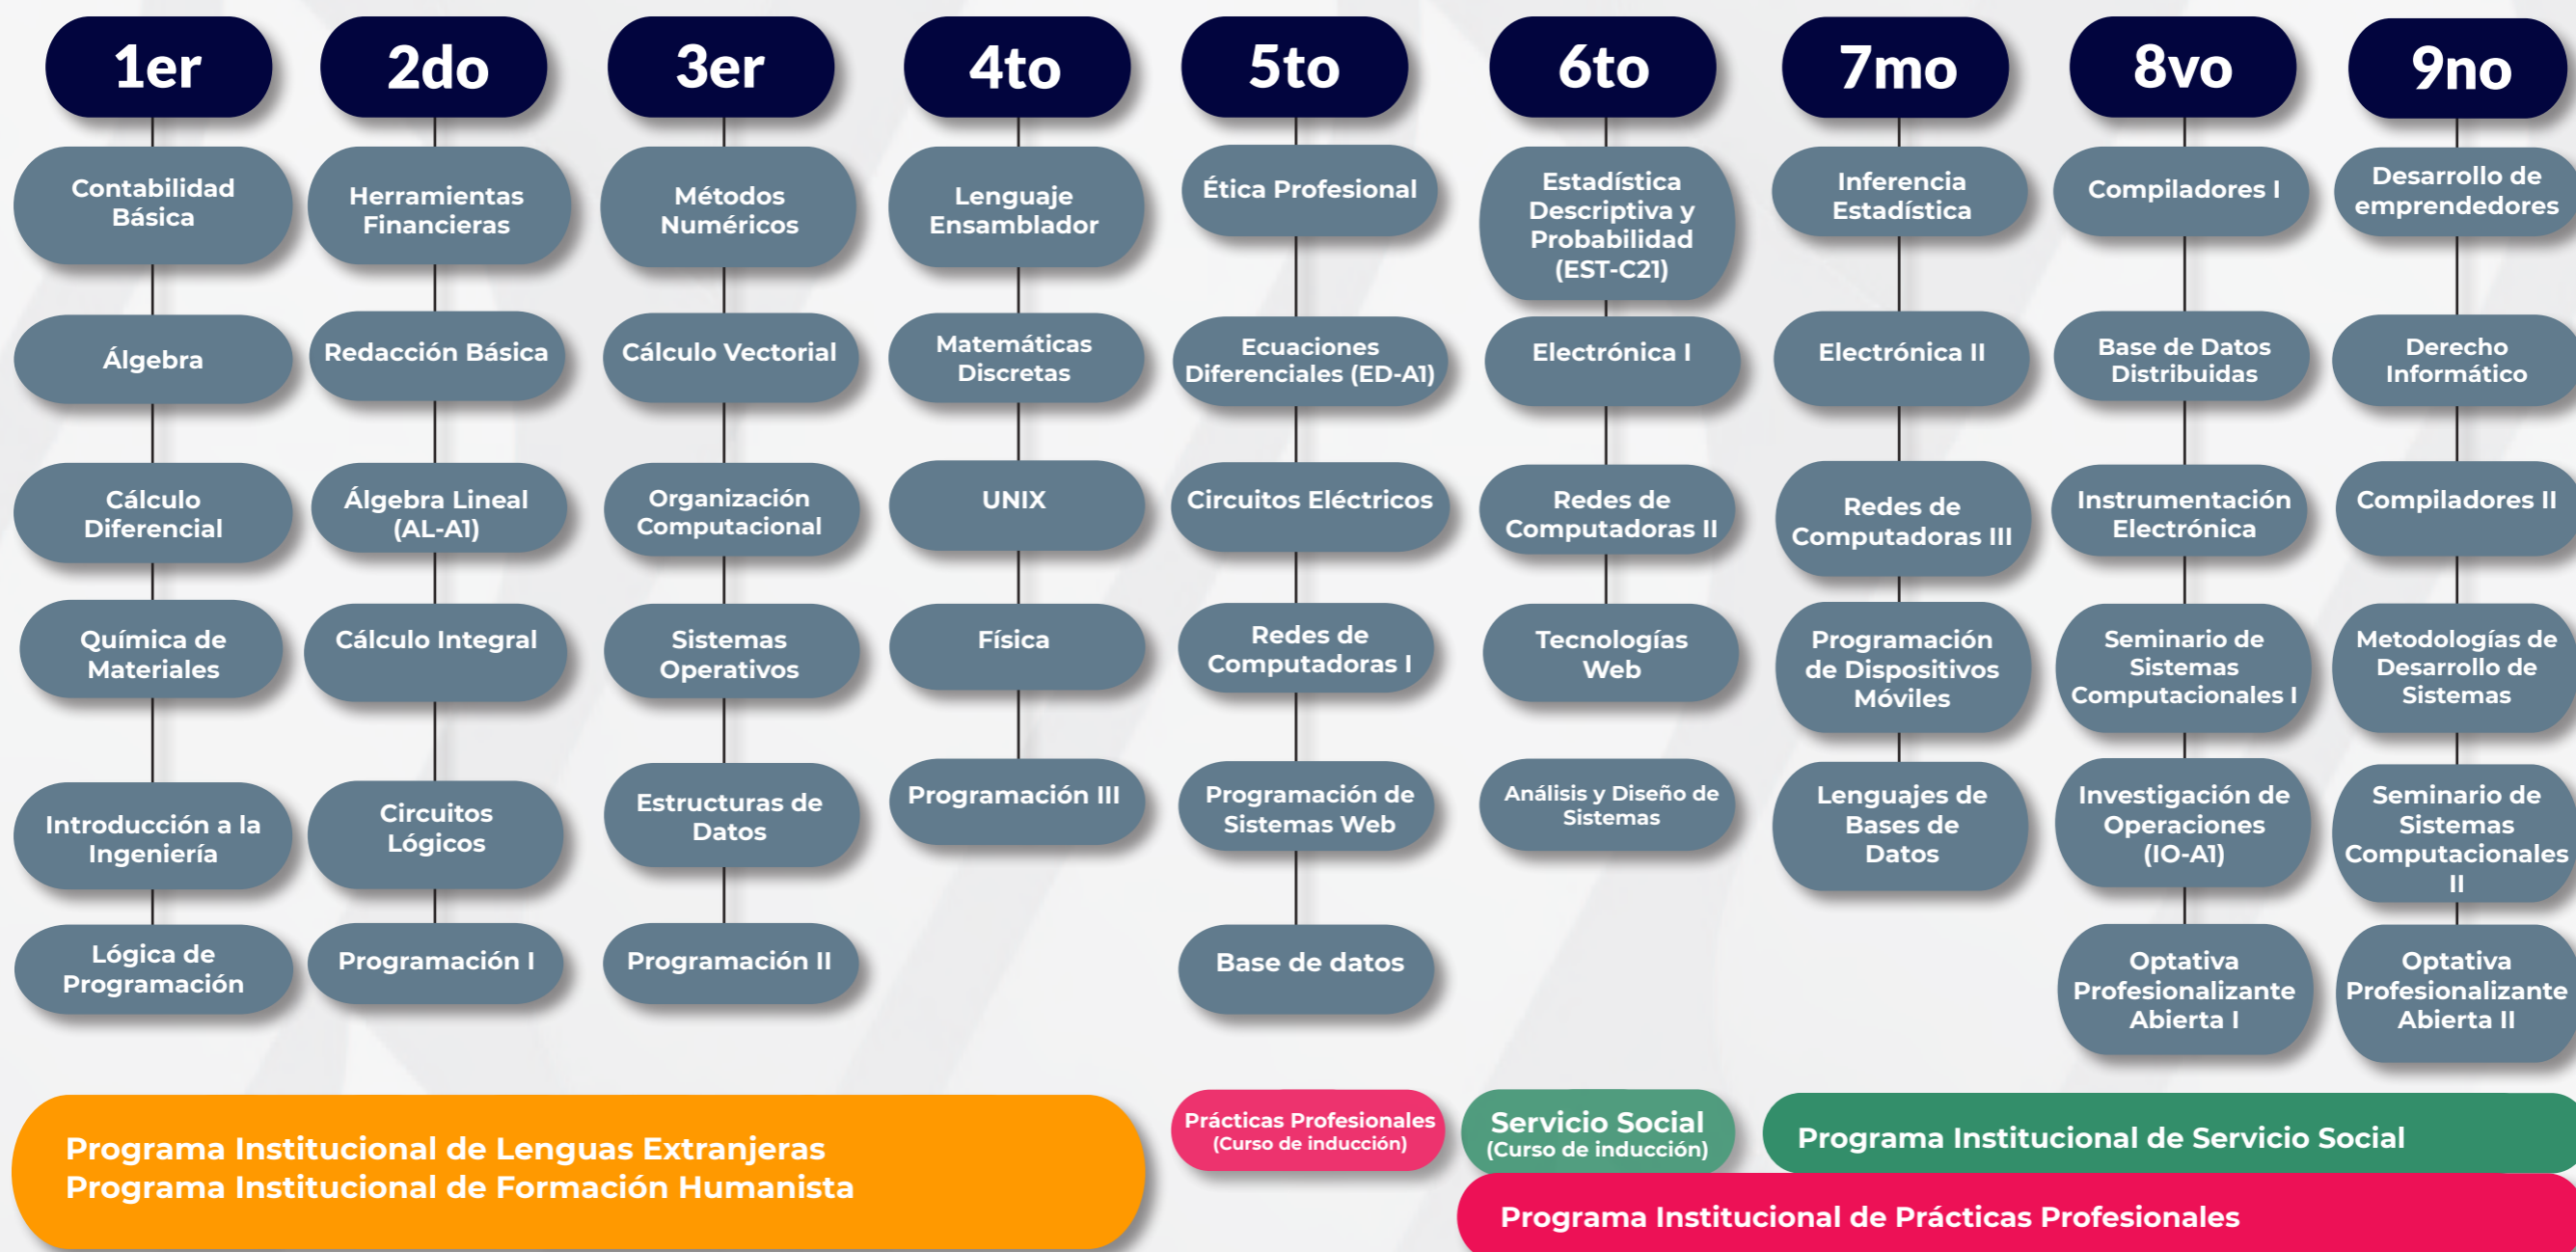 1er
Contabilidad
Básica
Álgebra
Cálculo
Diferencial
Química de
Materiales
Introducción a la
Ingeniería
Lógica de
Programación
2do
Herramientas
Financieras
Redacción Básica
Álgebra Lineal
(AL-A1)
Cálculo Integral
Circuitos
Lógicos
Programación I
3er
Métodos
Numéricos
Cálculo Vectorial
Organización
Computacional
Sistemas
Operativos
Estructuras de
Datos
Programación II
4to
Lenguaje
Ensamblador
Matemáticas
Discretas
UNIX
Física
Programación III
5to
Ética Profesional
Ecuaciones
Diferenciales (ED-A1)
Circuitos Eléctricos
Redes de
Computadoras I
Programación de
Sistemas Web
Base de datos
6to
Estadística
Descriptiva y
Probabilidad
(EST-C21)
Electrónica I
Redes de
Computadoras II
Tecnologías
Web
Análisis y Diseño de
Sistemas
7mo
Inferencia
Estadística
Electrónica II
Redes de
Computadoras III
Programación
de Dispositivos
Móviles
Lenguajes de
Bases de
Datos
8vo
Compiladores I
Base de Datos
Distribuidas
Instrumentación
Electrónica
Seminario de
Sistemas
Computacionales I
Investigación de
Operaciones
(IO-A1)
Optativa
Profesionalizante
Abierta I
9no
Desarrollo de
emprendedores
Derecho
Informático
Compiladores II
Metodologías de
Desarrollo de
Sistemas
Seminario de
Sistemas
Computacionales
II
Optativa
Profesionalizante
Abierta II
Programa Institucional de Lenguas Extranjeras
Programa Institucional de Formación Humanista
Prácticas Profesionales
(Curso de inducción)
Servicio Social
(Curso de inducción)
Programa Institucional de Servicio Social
Programa Institucional de Prácticas Profesionales